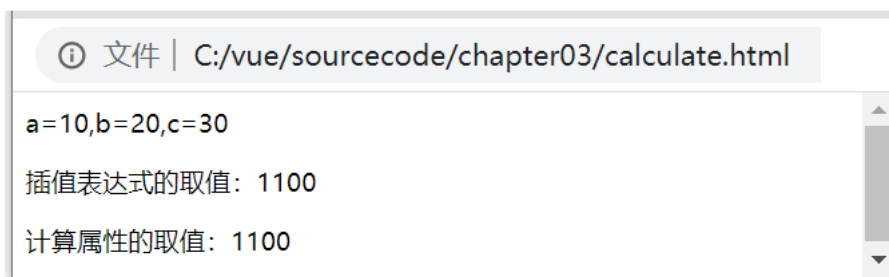 文件 | C:/vue/sourcecode/chapter03/calculate.html
a=10,b=20,c=30
插值表达式的取值：1100
计算属性的取值：1100